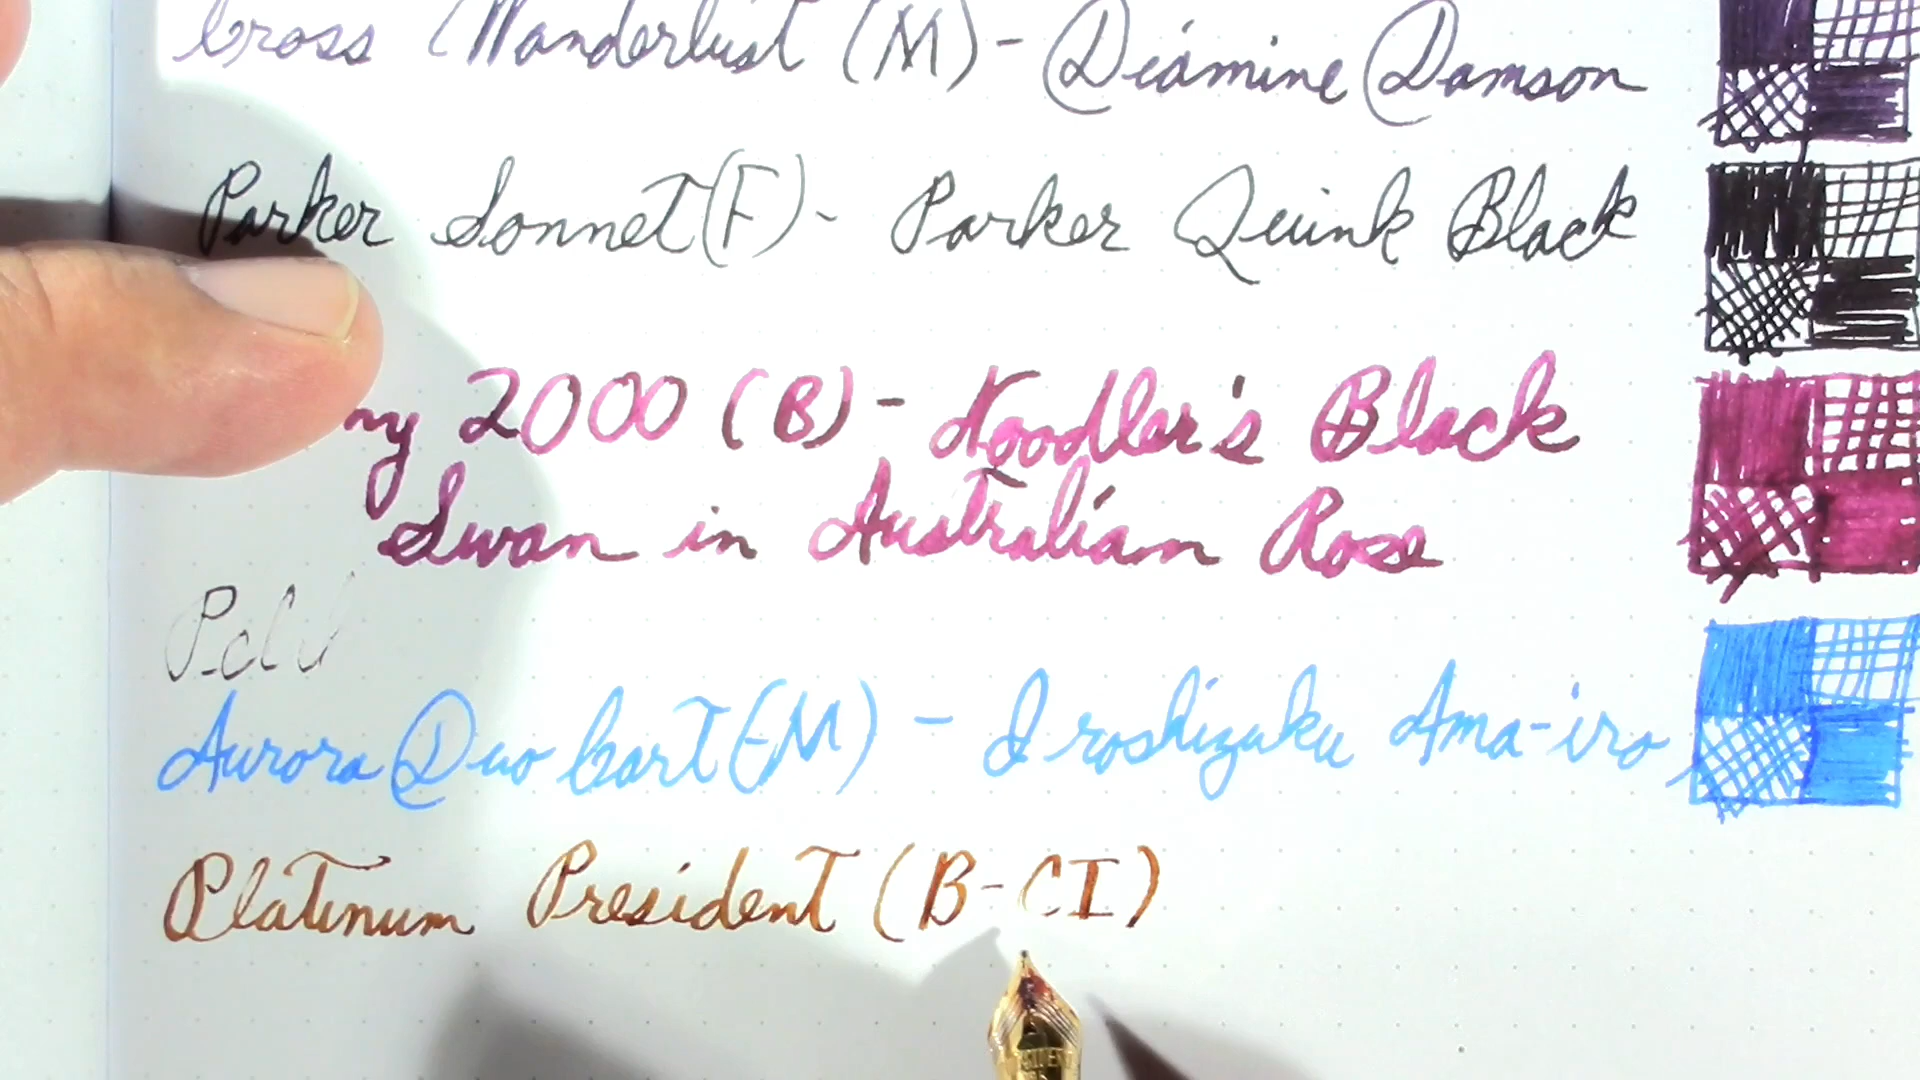 Cross Wanderlust (M) - Diamine Damson
Parker Sonnet (F) - Parker Quink Black
my 2000 (B) - Noodler's Black
Swan in Australian Rose
Aurora Duo Cart (M) - Iroshizuku Ama-iro
Platinum President (B-CI)